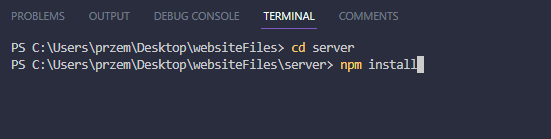 PROBLEMS OUTPUT DEBUG CONSOLE TERMINAL COMMENTS
PS C:\Users\przem\Desktop\websiteFiles> cd server
PS C:\Users\przem\Desktop\websiteFiles\server> npm install